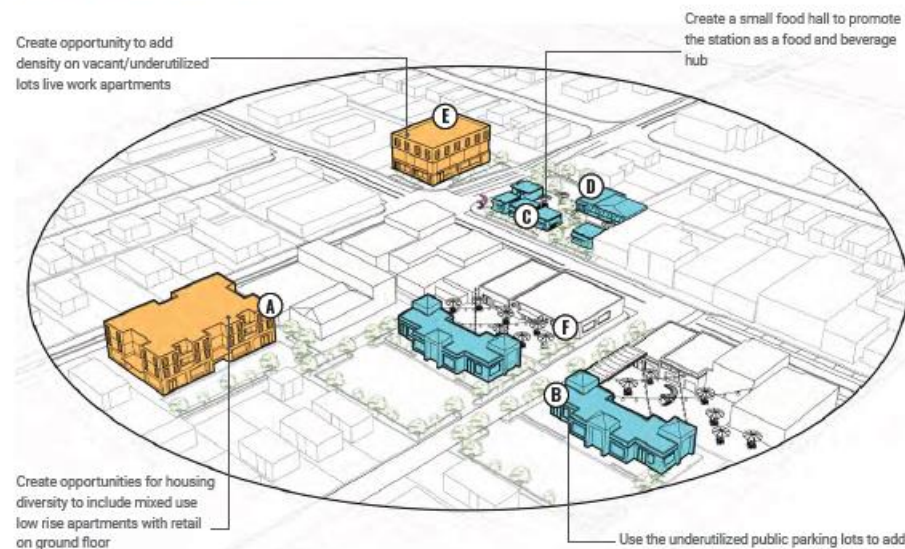 Create a small food hall to promote
the station as a food and beverage
hub
Create opportunity to add
density on vacant/underutilized
lots live work apartments
E
D
C
A
F
B
Create opportunities for housing
diversity to include mixed use
low rise apartments with retail
on ground floor
Use the underutilized public parking lots to add